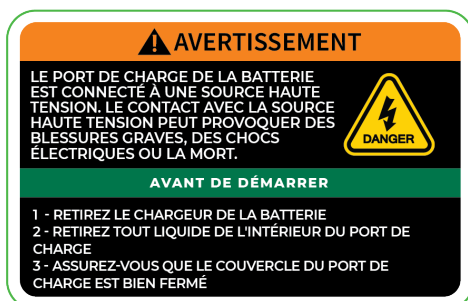 AVERTISSEMENT
LE PORT DE CHARGE DE LA BATTERIE
EST CONNECTÉ À UNE SOURCE HAUTE
TENSION. LE CONTACT AVEC LA SOURCE
HAUTE TENSION PEUT PROVOQUER DES
BLESSURES GRAVES, DES CHOCS
ÉLECTRIQUES OU LA MORT.
DANGER
AVANT DE DÉMARRER
1 - RETIREZ LE CHARGEUR DE LA BATTERIE
2 - RETIREZ TOUT LIQUIDE DE L'INTÉRIEUR DU PORT DE
CHARGE
3 - ASSUREZ-VOUS QUE LE COUVERCLE DU PORT DE
CHARGE EST BIEN FERMÉ